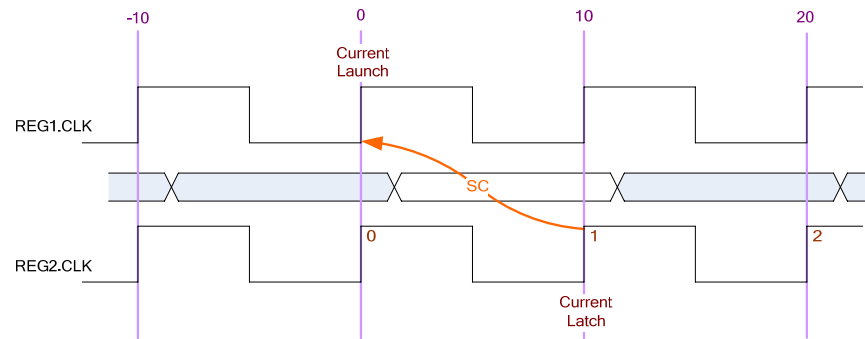 -10 0 10 20
Current
Launch
REG1.CLK
SC
0 1 2
REG2.CLK
Current
Latch